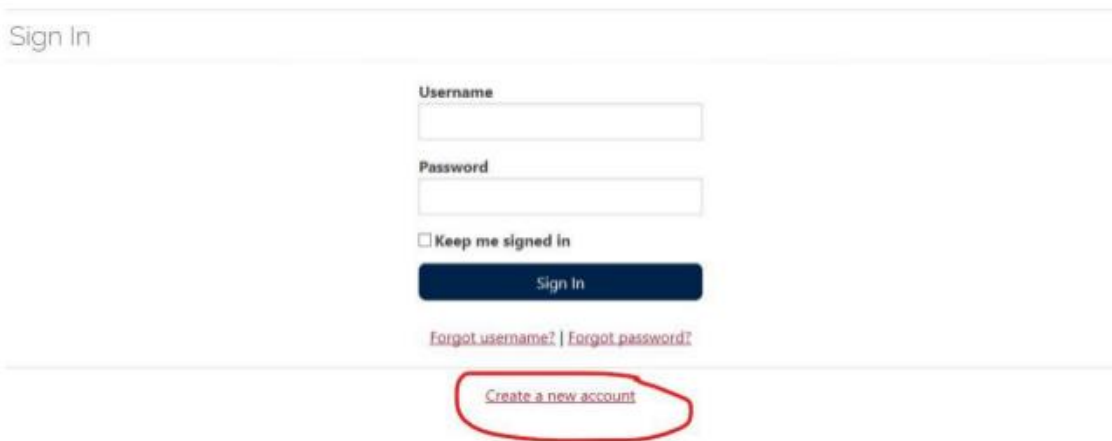 Sign In
Username
Password
Keep me signed in
Sign In
Forgot username? | Forgot password?
Create a new account